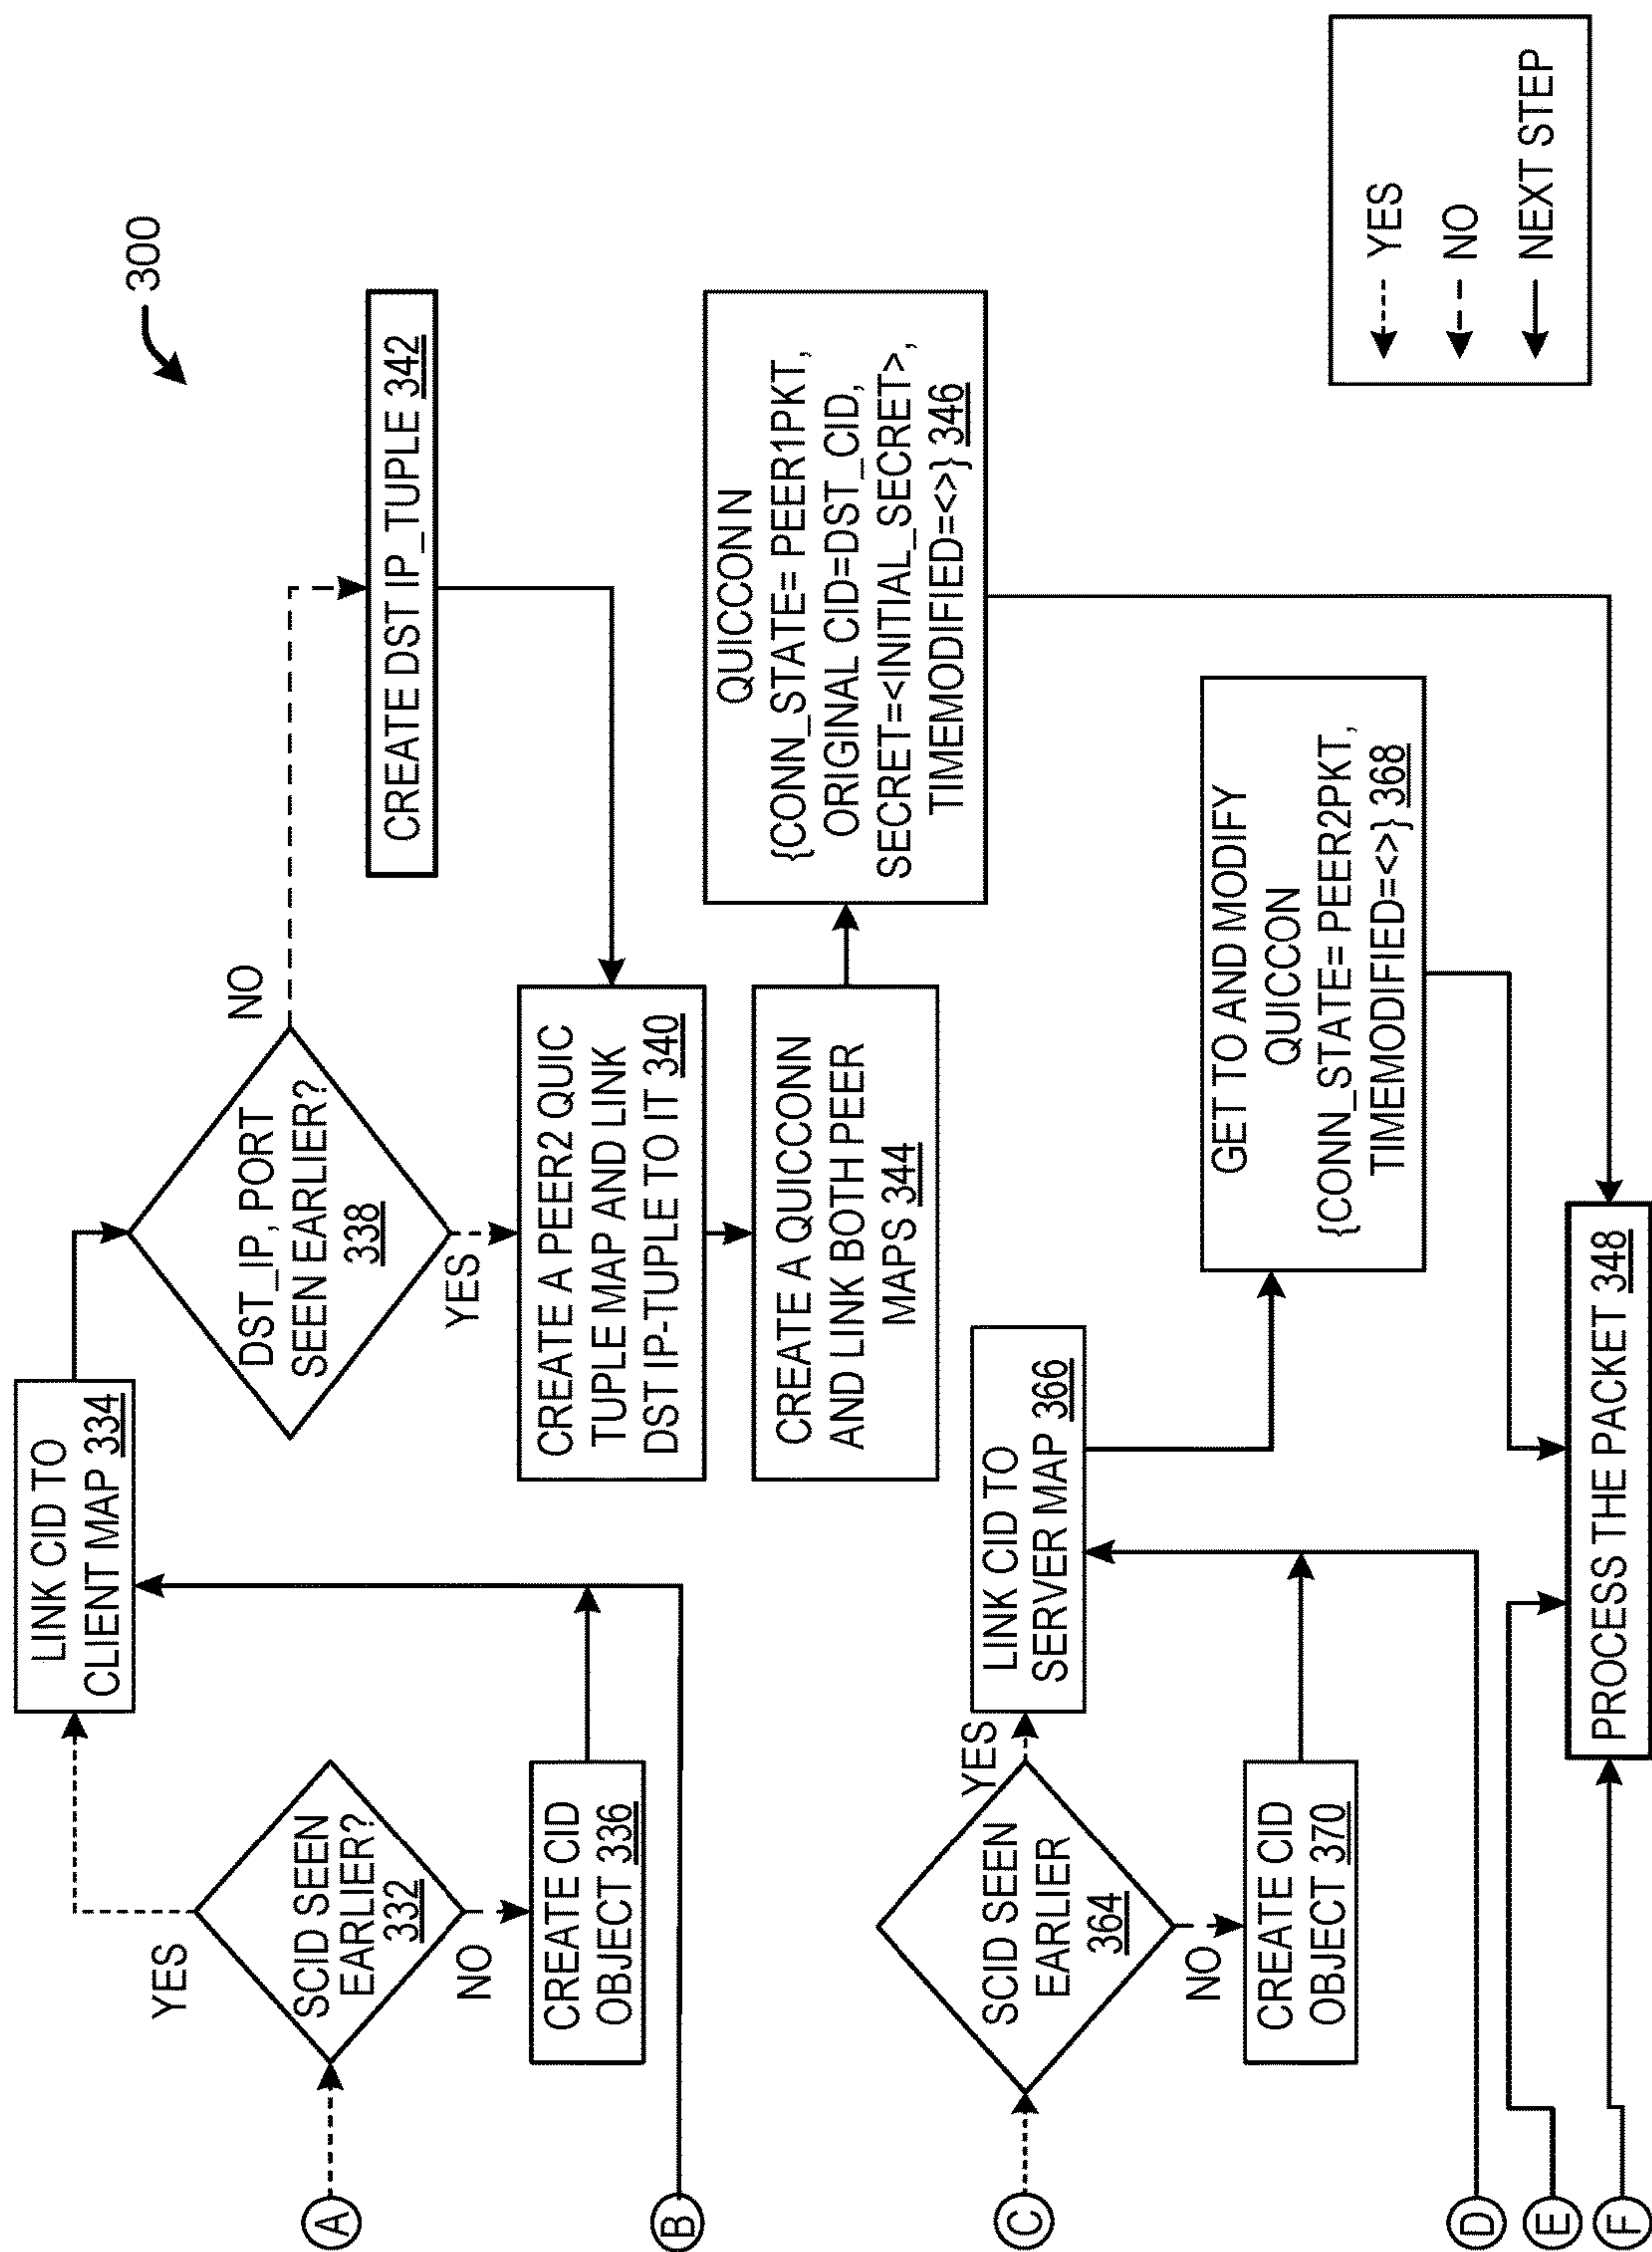 300
LINK CID TO
CLIENT MAP 334
YES
SCID SEEN
EARLIER?
332
NO
CREATE CID
OBJECT 336
A
B
DST_IP, PORT
SEEN EARLIER?
338
NO
YES
CREATE DST IP_TUPLE 342
CREATE A PEER2 QUIC
TUPLE MAP AND LINK
DST IP-TUPLE TO IT 340
CREATE A QUICCONN
AND LINK BOTH PEER
MAPS 344
QUICCONN
{CONN_STATE= PEER1PKT,
ORIGINAL CID=DST_CID,
SECRET=<INITIAL_SECRET>,
TIMEMODIFIED=<>} 346
C
SCID SEEN
EARLIER
364
YES
NO
CREATE CID
OBJECT 370
LINK CID TO
SERVER MAP 366
GET TO AND MODIFY
QUICCON
{CONN_STATE= PEER2PKT,
TIMEMODIFIED=<>} 368
D
E
F
PROCESS THE PACKET 348
YES
NO
NEXT STEP